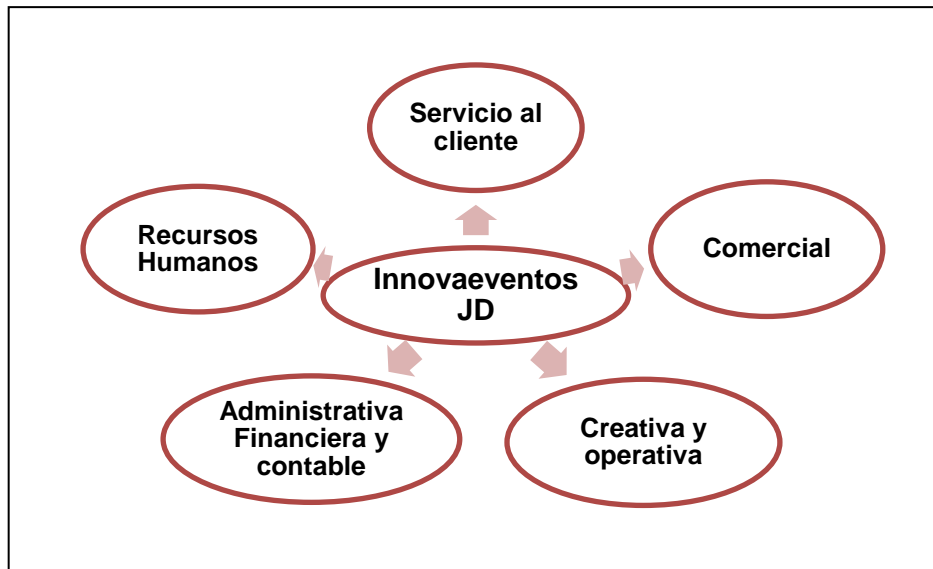 Servicio al
cliente
Recursos
Humanos
Comercial
Innovaeventos
JD
Administrativa
Financiera y
contable
Creativa y
operativa